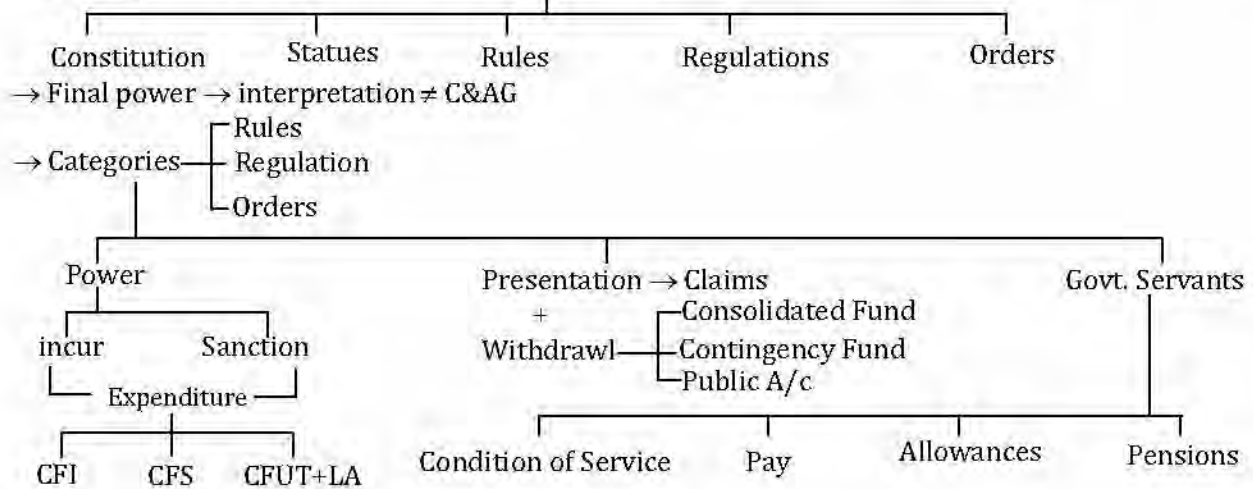 Constitution Statues Rules Regulations Orders
→ Final power → interpretation ≠ C&AG
Rules
→ Categories Regulation
Orders
Power Presentation → Claims Govt. Servants
+ Consolidated Fund
incur Sanction Withdrawl Contingency Fund
Public A/c
Expenditure
CFI CFS CFUT+LA Condition of Service Pay Allowances Pensions